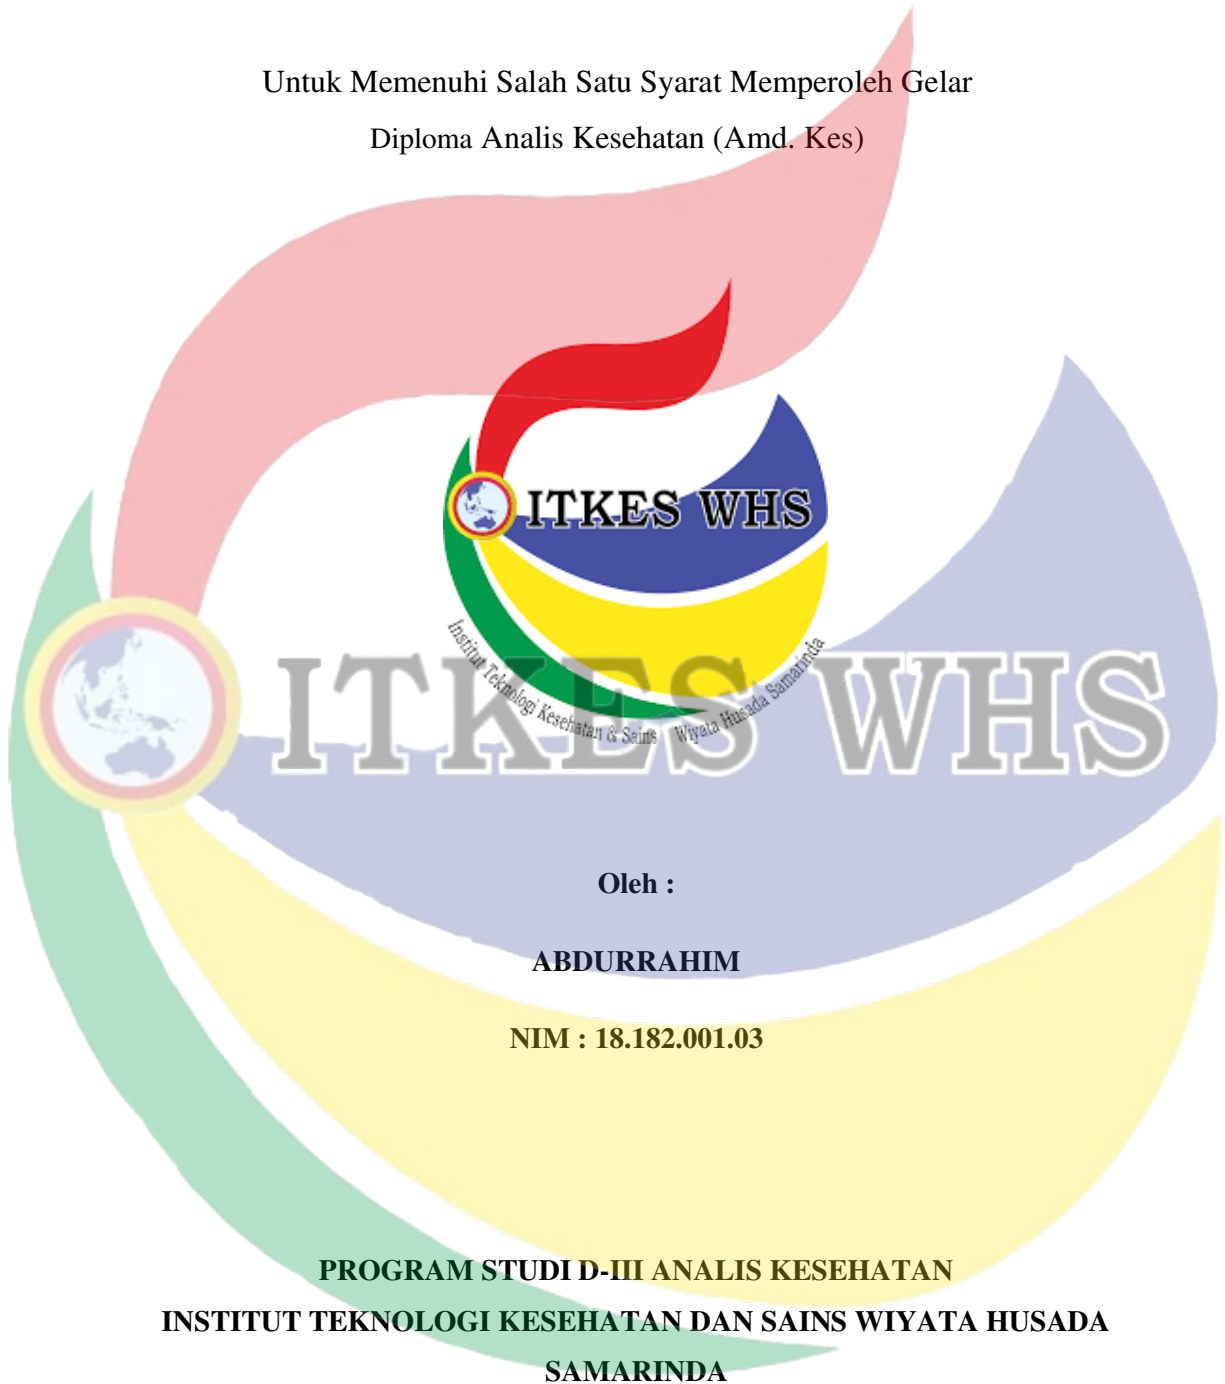 Untuk Memenuhi Salah Satu Syarat Memperoleh Gelar
Diploma Analis Kesehatan (Amd. Kes)
ITKES WHS
Institut Teknologi Kesehatan & Sains Wiyata Husada Samarinda
ITKES WHS
Oleh :
ABDURRAHIM
NIM : 18.182.001.03
PROGRAM STUDI D-III ANALIS KESEHATAN
INSTITUT TEKNOLOGI KESEHATAN DAN SAINS WIYATA HUSADA
SAMARINDA